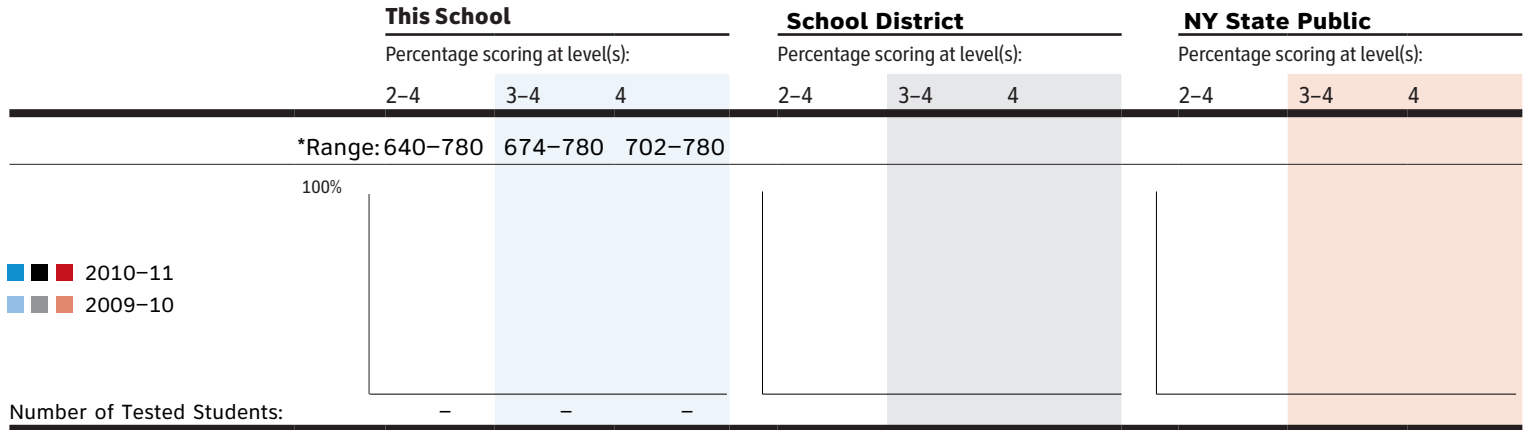 This School School District NY State Public
Percentage scoring at level(s): Percentage scoring at level(s): Percentage scoring at level(s):
2–4 3–4 4 2–4 3–4 4 2–4 3–4 4
*Range: 640–780 674–780 702–780
100%
2010–11
2009–10
Number of Tested Students: – – –